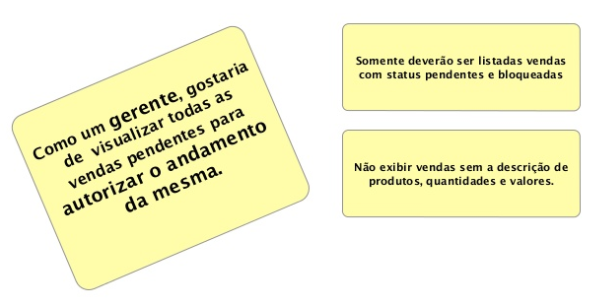 Como um gerente, gostaria
de visualizar todas as
vendas pendentes para
autorizar o andamento
da mesma.
Somente deverão ser listadas vendas
com status pendentes e bloqueadas
Não exibir vendas sem a descrição de
produtos, quantidades e valores.